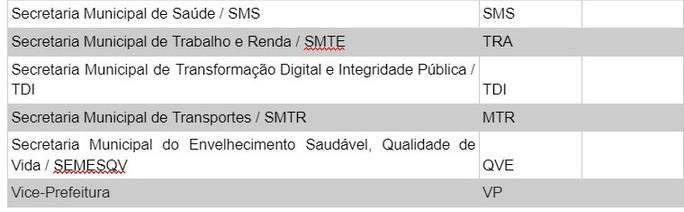 Secretaria Municipal de Saúde / SMS SMS
Secretaria Municipal de Trabalho e Renda / SMTE TRA
Secretaria Municipal de Transformação Digital e Integridade Pública /
TDI TDI
Secretaria Municipal de Transportes / SMTR MTR
Secretaria Municipal do Envelhecimento Saudável, Qualidade de
Vida / SEMESQV QVE
Vice-Prefeitura VP